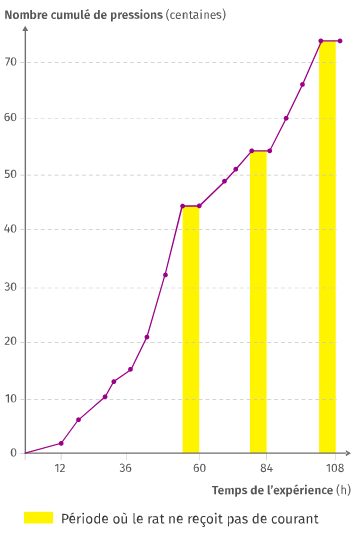 Nombre cumulé de pressions (centaines)
70
60
50
40
30
20
10
0
12 36 60 84 108
Temps de l'expérience (h)
Période où le rat ne reçoit pas de courant